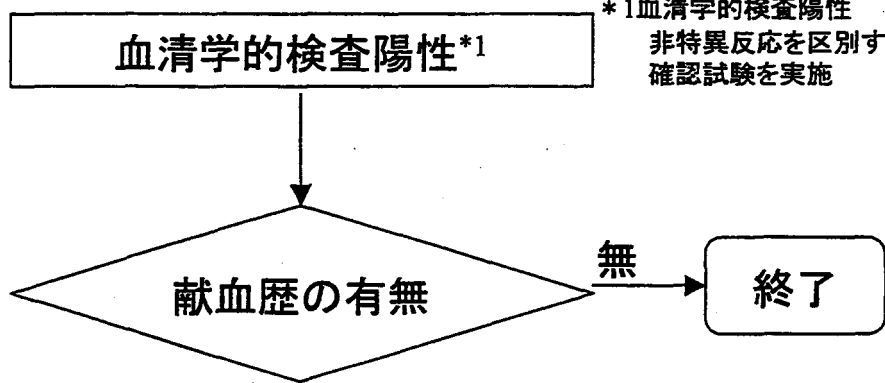 *1血清学的検査陽性
非特異反応を区別す
確認試験を実施
血清学的検査陽性*1
献血歴の有無
無
終了